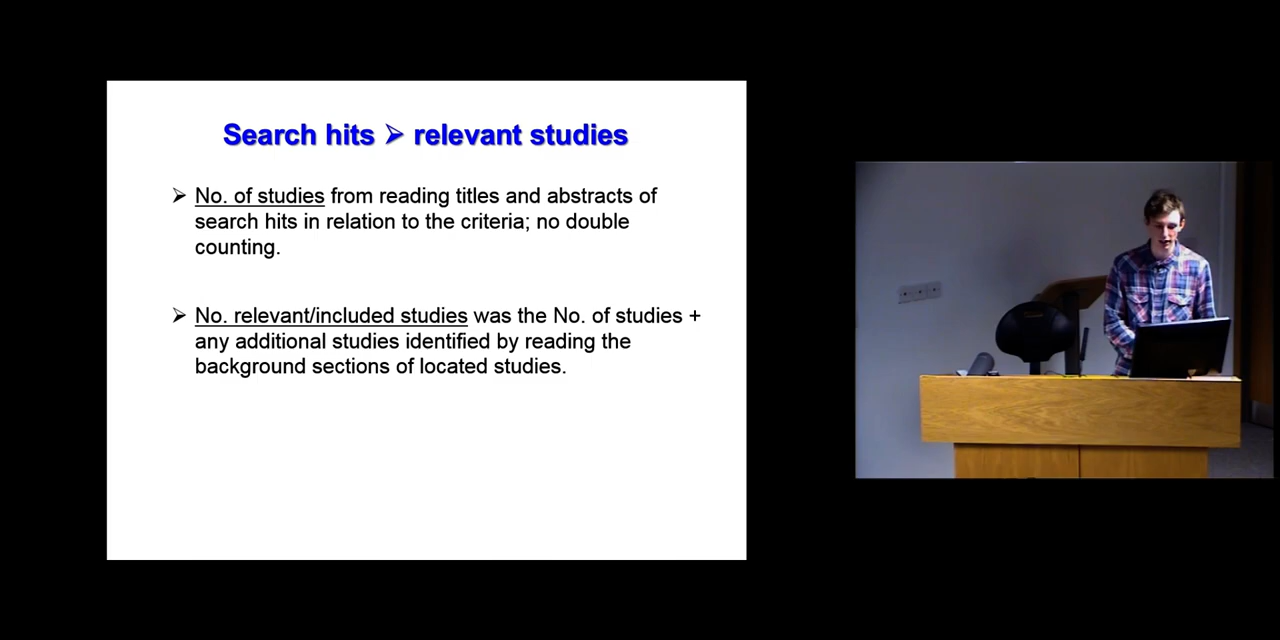 Search hits ➢ relevant studies
➢ No. of studies from reading titles and abstracts of
search hits in relation to the criteria; no double
counting.
➢ No. relevant/included studies was the No. of studies +
any additional studies identified by reading the
background sections of located studies.